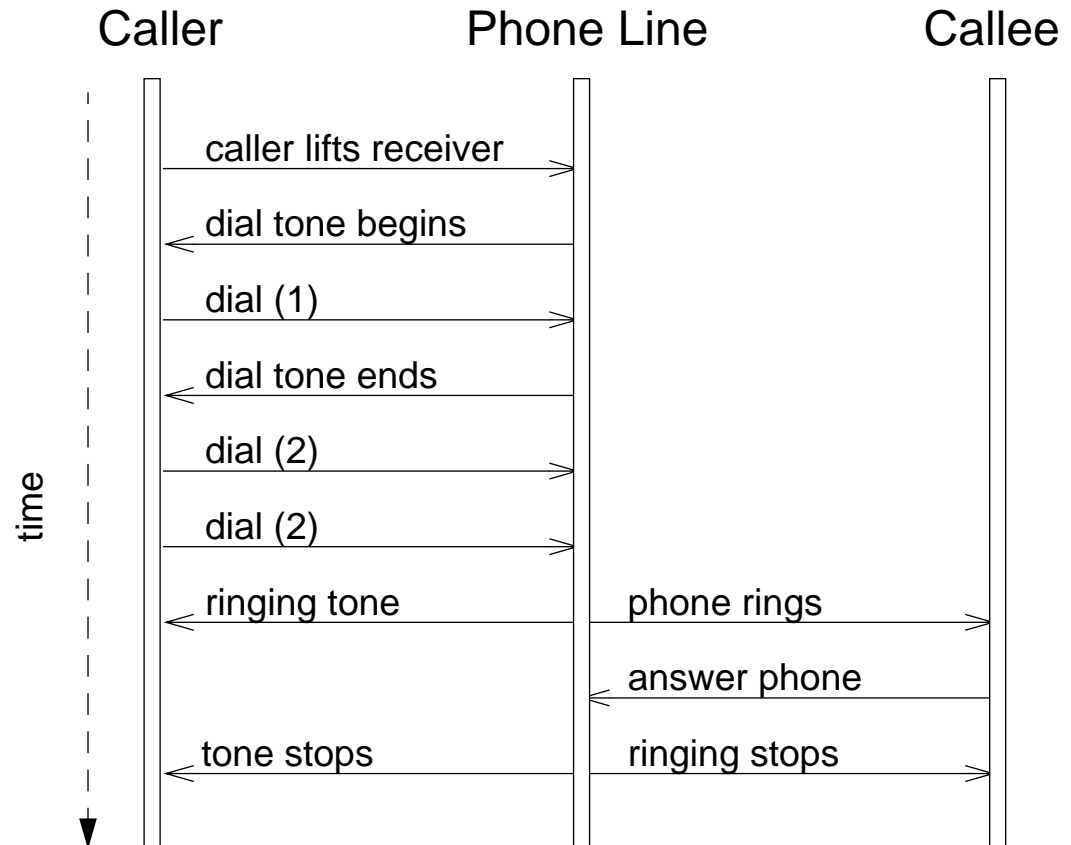 Caller Phone Line Callee
caller lifts receiver
dial tone begins
dial (1)
dial tone ends
dial (2)
time
dial (2)
ringing tone phone rings
answer phone
tone stops ringing stops